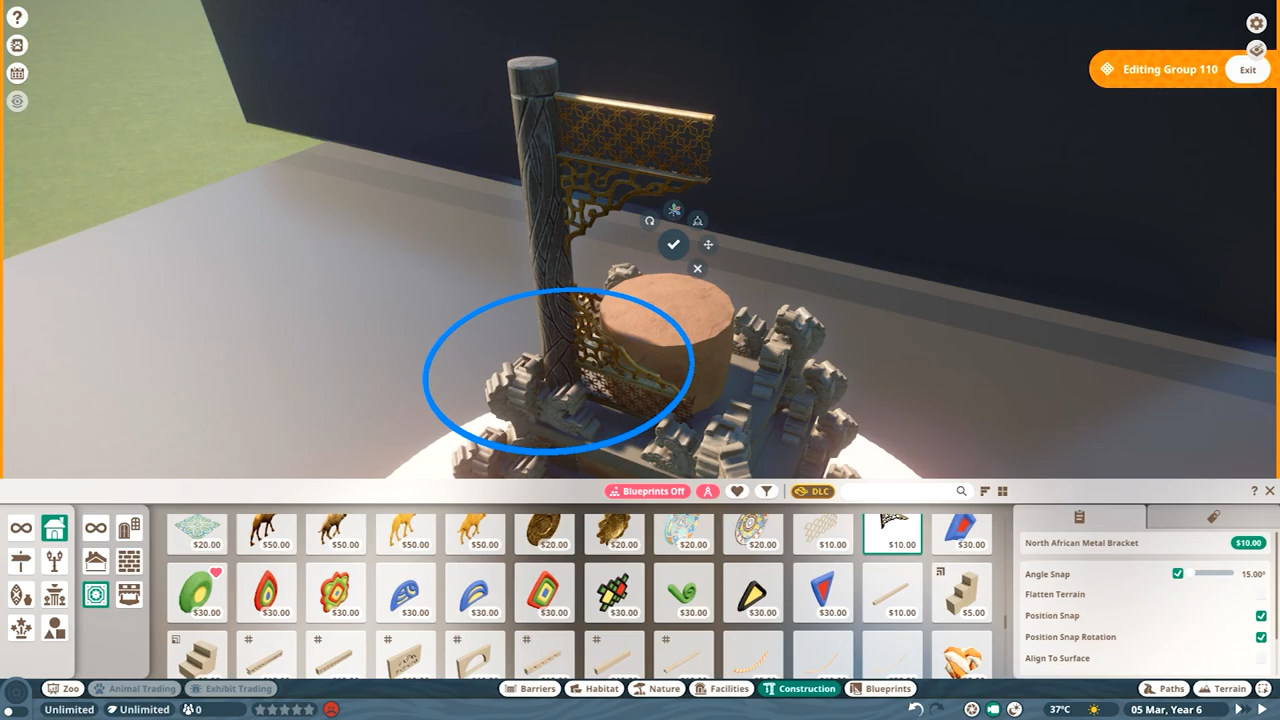 ?
Editing Group 110 Exit
Blueprints Off DLC ? ×
$20.00 $50.00 $50.00 $50.00 $50.00 $20.00 $20.00 $20.00 $20.00 $10.00 $10.00 $30.00
$30.00 $30.00 $30.00 $30.00 $30.00 $30.00 $30.00 $30.00 $30.00 $30.00 $10.00 $5.00
North African Metal Bracket $10.00
Angle Snap 15.00°
Flatten Terrain
Position Snap
Position Snap Rotation
Align To Surface
Zoo Animal Trading Exhibit Trading Barriers Habitat Nature Facilities Construction Blueprints Paths Terrain
Unlimited Unlimited 0 37°C 05 Mar, Year 6